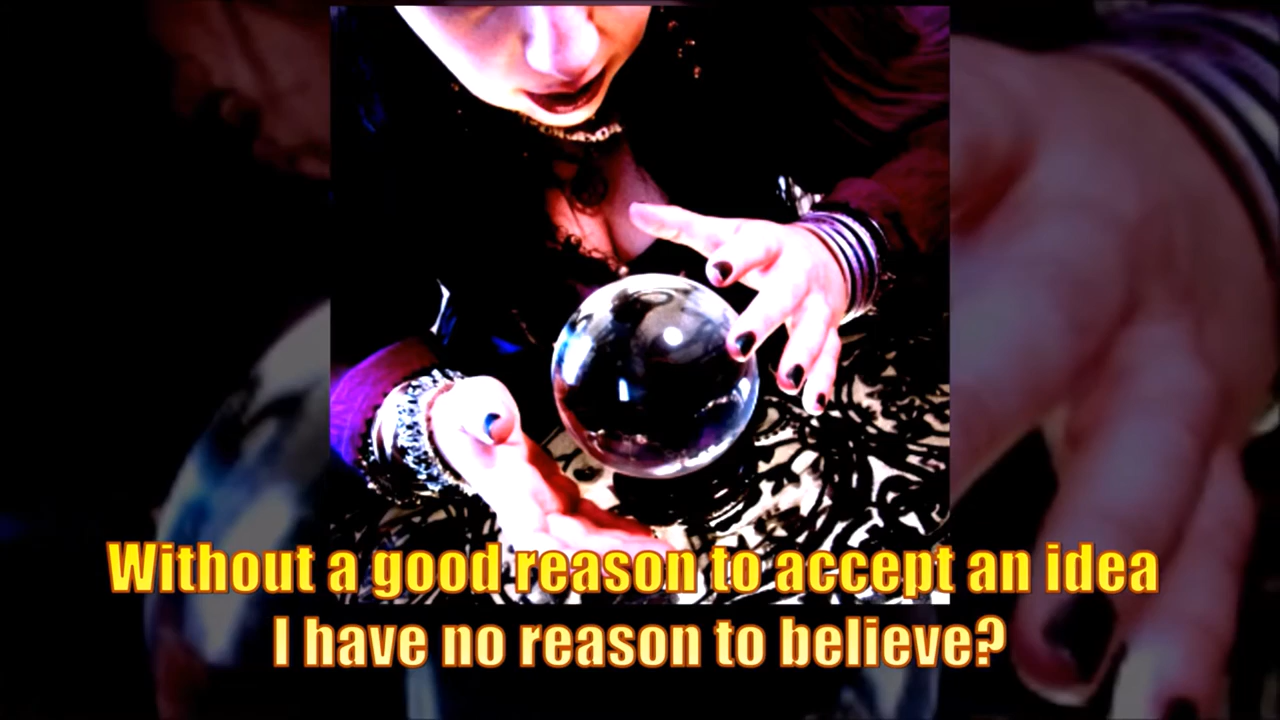 Without a good reason to accept an idea
I have no reason to believe?